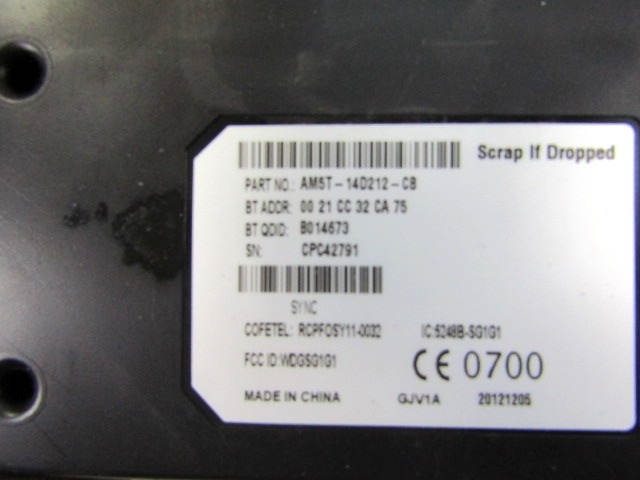 Scrap If Dropped
PART NO.: AM5T-14D212-CB
BT ADDR: 00 21 CC 32 CA 75
BT QDID: B014673
SN: CPC42791
SYNC
COFETEL: RCPFOSY11-0032 IC:5248B-SG1G1
FCC ID:WDGSG1G1 CE 0700
MADE IN CHINA GJV1A 20121205